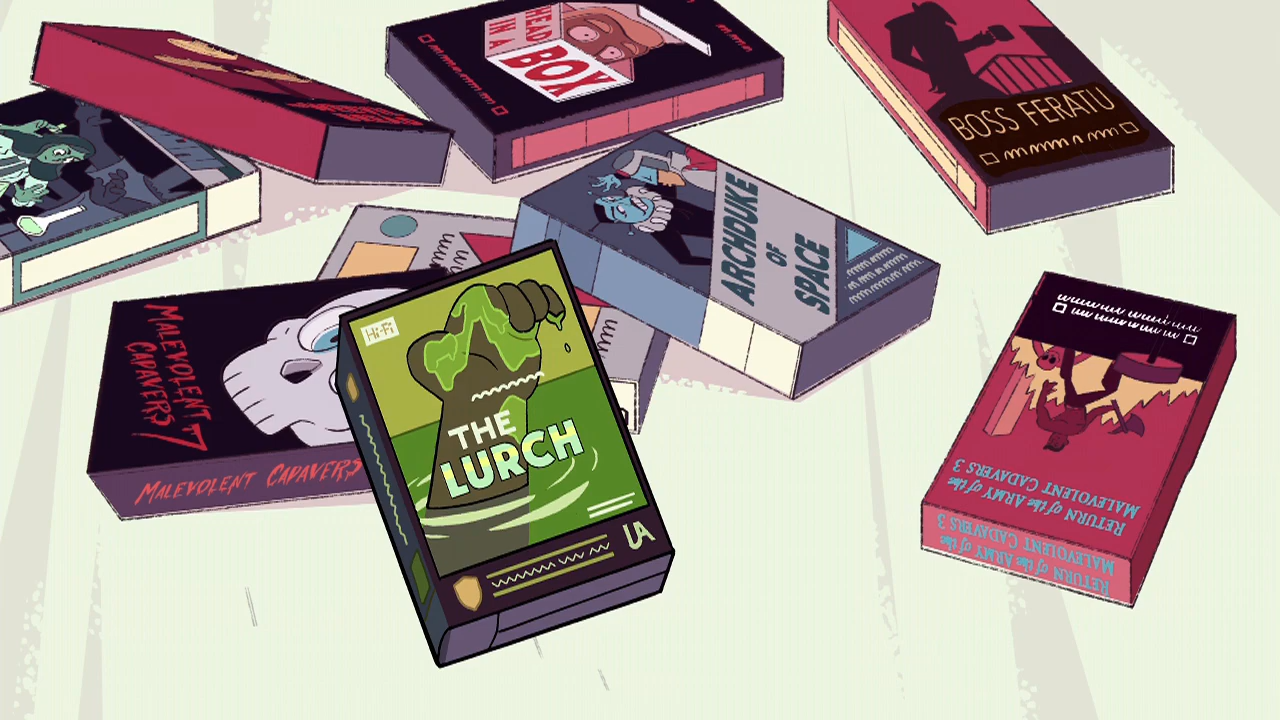 HEAD
IN A
BOX
BOSS FERATU
ARCHDUKE
OF
SPACE
MALEVOLENT
CADAVERS
7
MALEVOLENT CADAVERS
Hi-Fi
THE
LURCH
UA
RETURN of the ARMY of the
MALEVOLENT CADAVERS 3
RETURN of the ARMY of the
MALEVOLENT CADAVERS 3